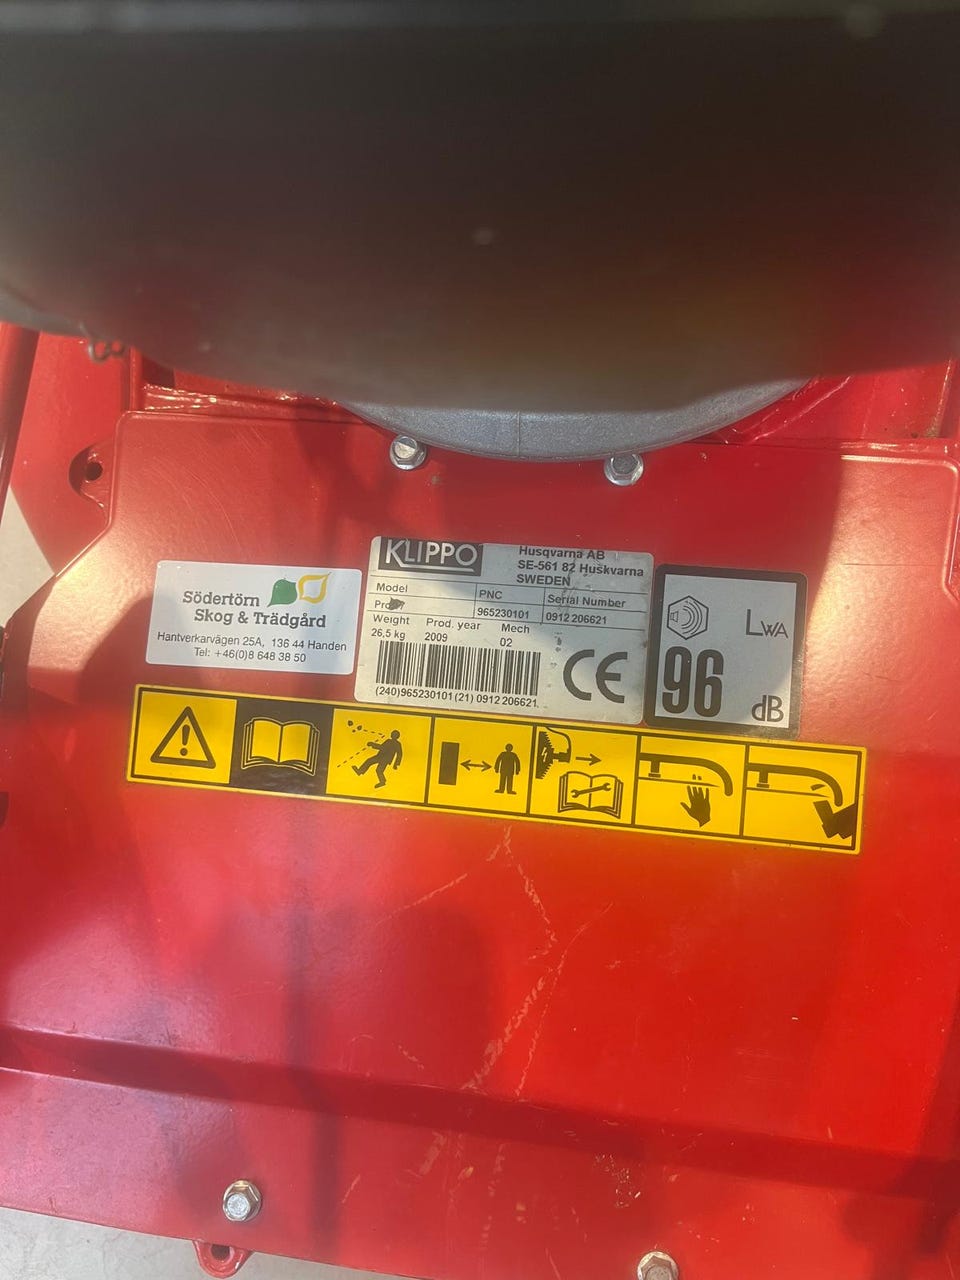 Södertörn
Skog & Trädgård
Hantverkarvägen 25A, 136 44 Handen
Tel: +46(0)8 648 38 50
KLIPPO
Husqvarna AB
SE-561 82 Huskvarna
SWEDEN
Model
PNC
Serial Number
965230101
0912 206621
Weight
Prod. year
Mech
26,5 kg
2009
02
(240)965230101(21) 0912 206621
CE
LWA
96
dB